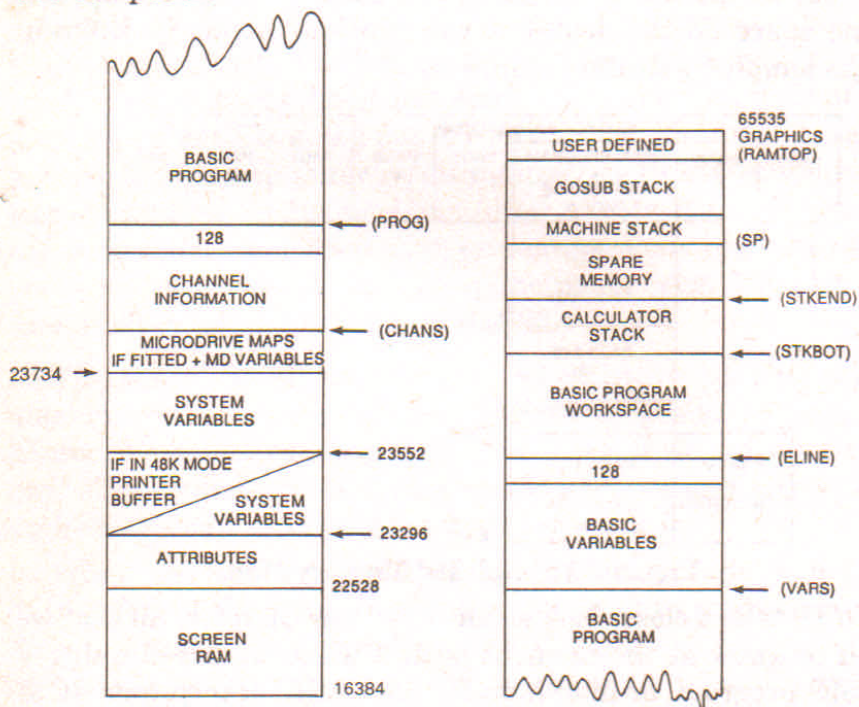 BASIC
PROGRAM
(PROG)
128
CHANNEL
INFORMATION
(CHANS)
MICRODRIVE MAPS
IF FITTED + MD VARIABLES
23734
SYSTEM
VARIABLES
23552
IF IN 48K MODE
PRINTER
BUFFER
SYSTEM
VARIABLES
23296
ATTRIBUTES
22528
SCREEN
RAM
16384
65535
GRAPHICS
(RAMTOP)
USER DEFINED
GOSUB STACK
MACHINE STACK
(SP)
SPARE
MEMORY
(STKEND)
CALCULATOR
STACK
(STKBOT)
BASIC PROGRAM
WORKSPACE
(ELINE)
128
BASIC
VARIABLES
(VARS)
BASIC
PROGRAM